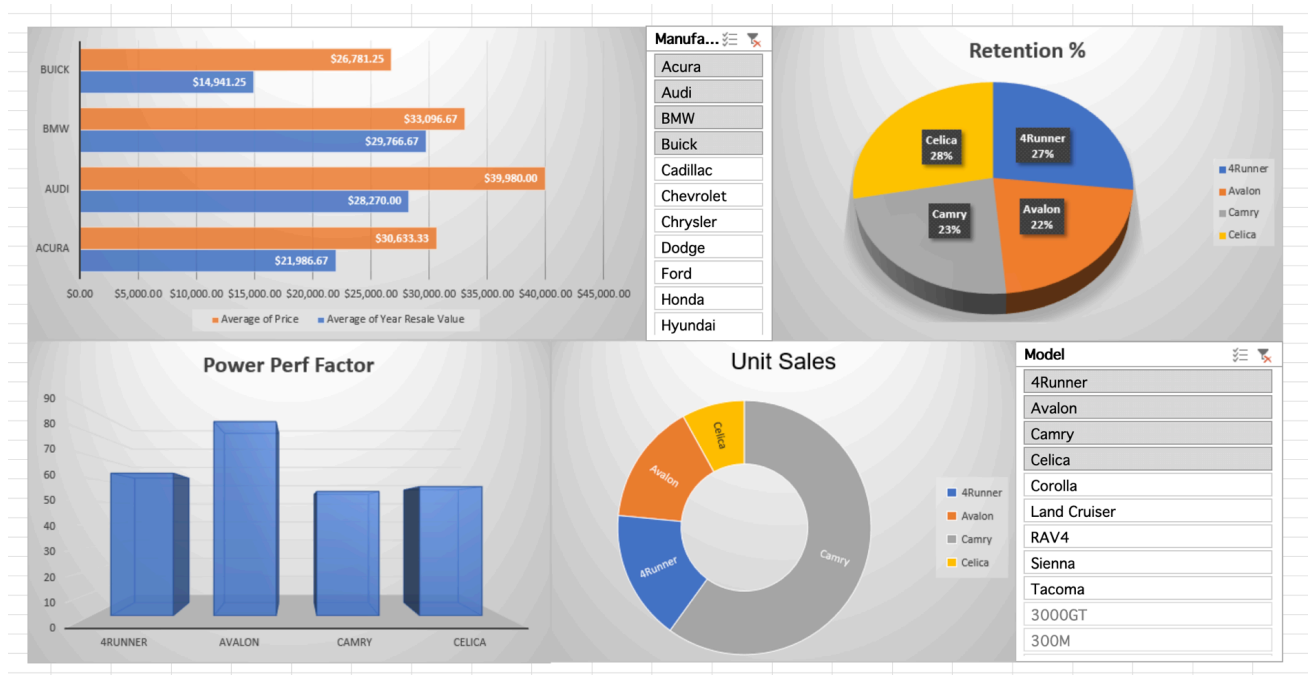 BUICK
$26,781.25
$14,941.25
BMW
$33,096.67
$29,766.67
AUDI
$39,980.00
$28,270.00
ACURA
$30,633.33
$21,986.67
$0.00 $5,000.00 $10,000.00 $15,000.00 $20,000.00 $25,000.00 $30,000.00 $35,000.00 $40,000.00 $45,000.00
Average of Price Average of Year Resale Value
Manufa...
Acura
Audi
BMW
Buick
Cadillac
Chevrolet
Chrysler
Dodge
Ford
Honda
Hyundai
Retention %
Celica
28%
4Runner
27%
Camry
23%
Avalon
22%
4Runner
Avalon
Camry
Celica
Power Perf Factor
90
80
70
60
50
40
30
20
10
0
4RUNNER AVALON CAMRY CELICA
Unit Sales
Celica
Avalon
4Runner
Camry
4Runner
Avalon
Camry
Celica
Model
4Runner
Avalon
Camry
Celica
Corolla
Land Cruiser
RAV4
Sienna
Tacoma
3000GT
300M